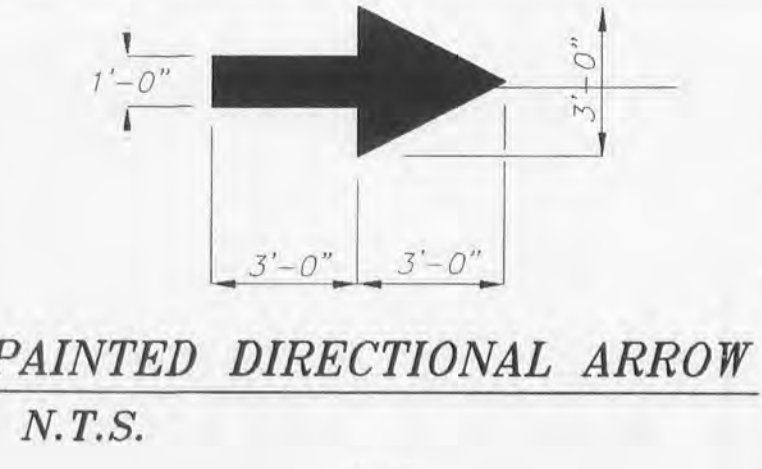 1'-0"
3'-0"
3'-0" 3'-0"
PAINTED DIRECTIONAL ARROW
N.T.S.